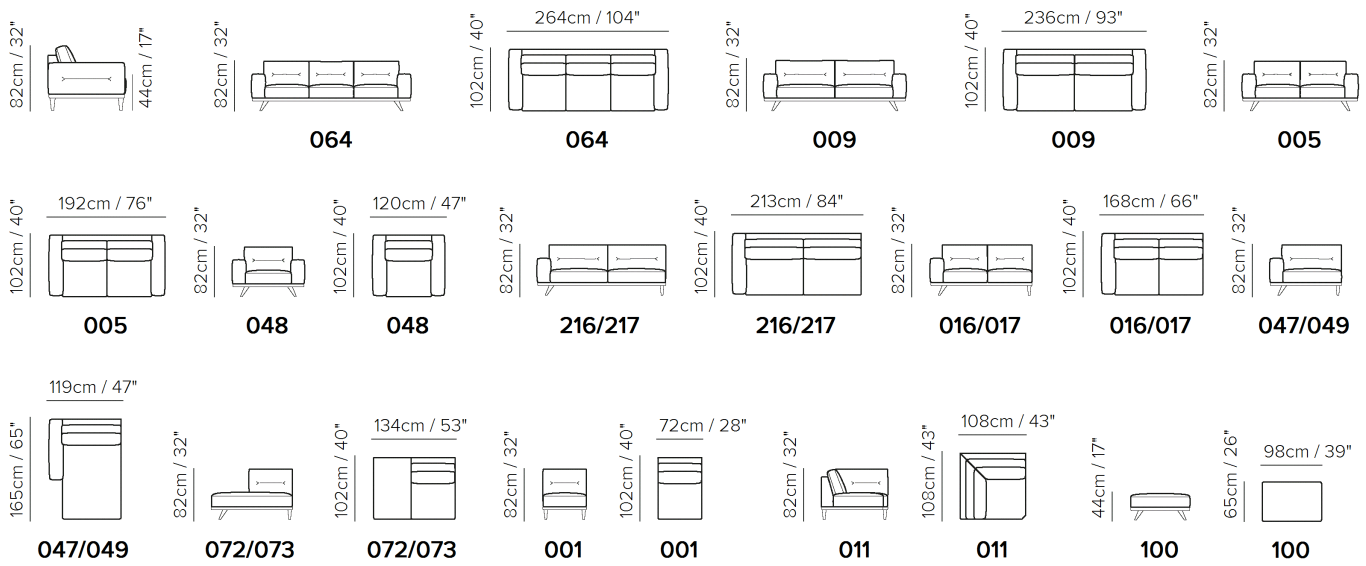 82cm / 32"
44cm / 17"
82cm / 32"
064
264cm / 104"
102cm / 40"
064
82cm / 32"
009
236cm / 93"
102cm / 40"
009
82cm / 32"
005
192cm / 76"
102cm / 40"
005
82cm / 32"
048
120cm / 47"
102cm / 40"
048
82cm / 32"
216/217
213cm / 84"
102cm / 40"
216/217
82cm / 32"
016/017
168cm / 66"
102cm / 40"
016/017
82cm / 32"
047/049
119cm / 47"
165cm / 65"
047/049
82cm / 32"
072/073
134cm / 53"
102cm / 40"
072/073
82cm / 32"
001
72cm / 28"
102cm / 40"
001
82cm / 32"
011
108cm / 43"
108cm / 43"
011
44cm / 17"
100
98cm / 39"
65cm / 26"
100